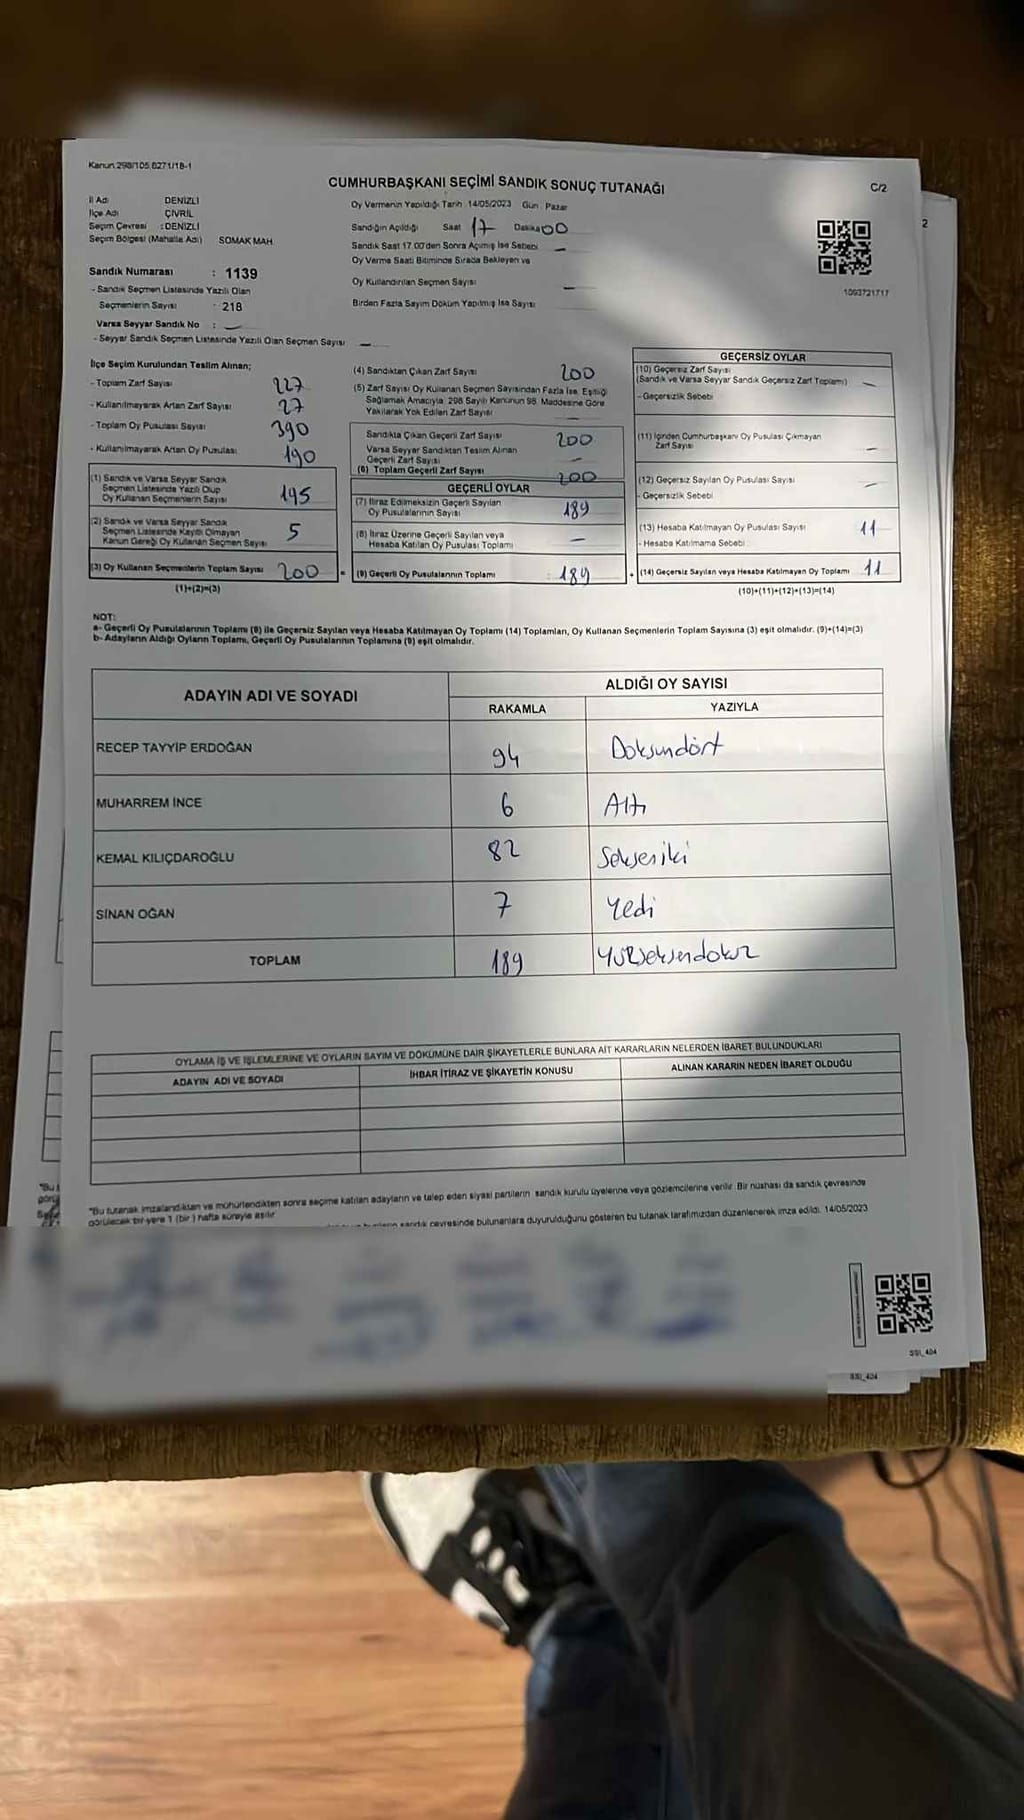 Kanun 298/105 6271/18-1
CUMHURBAŞKANI SEÇİMİ SANDIK SONUÇ TUTANAĞI
C/2
İl Adı DENİZLİ
İlçe Adı ÇİVRİL
Seçim Çevresi : DENİZLİ
Seçim Bölgesi (Mahalle Adı) SOMAK MAH.
Sandık Numarası : 1139
- Sandık Seçmen Listesinde Yazılı Olan
Seçmenlerin Sayısı : 218
Varsa Seyyar Sandık No : —
- Seyyar Sandık Seçmen Listesinde Yazılı Olan Seçmen Sayısı —
Oy Vermenin Yapıldığı Tarih 14/05/2023 Gün : Pazar
Sandığın Açıldığı Saat 17 Dakika 00
Sandık Saat 17.00'den Sonra Açılmış İse Sebebi —
Oy Verme Saati Bitiminde Sırada Bekleyen ve
Oy Kullandırılan Seçmen Sayısı —
Birden Fazla Sayım Döküm Yapılmış İse Sayısı
1093721717
İlçe Seçim Kurulundan Teslim Alınan;
- Toplam Zarf Sayısı 227
- Kullanılmayarak Artan Zarf Sayısı 27
- Toplam Oy Pusulası Sayısı 390
- Kullanılmayarak Artan Oy Pusulası 190
(1) Sandık ve Varsa Seyyar Sandık
Seçmen Listesinde Yazılı Olup
Oy Kullanan Seçmenlerin Sayısı 195
(2) Sandık ve Varsa Seyyar Sandık
Seçmen Listesinde Kayıtlı Olmayan
Kanun Gereği Oy Kullanan Seçmen Sayısı 5
(3) Oy Kullanan Seçmenlerin Toplam Sayısı 200
(1)+(2)=(3)
(4) Sandıktan Çıkan Zarf Sayısı 200
(5) Zarf Sayısı Oy Kullanan Seçmen Sayısından Fazla İse, Eşitliği
Sağlamak Amacıyla 298 Sayılı Kanunun 98. Maddesine Göre
Yakılarak Yok Edilen Zarf Sayısı —
Sandıkta Çıkan Geçerli Zarf Sayısı 200
Varsa Seyyar Sandıktan Teslim Alınan
Geçerli Zarf Sayısı —
(6) Toplam Geçerli Zarf Sayısı 200
GEÇERLİ OYLAR
(7) İtiraz Edilmeksizin Geçerli Sayılan
Oy Pusulalarının Sayısı 189
(8) İtiraz Üzerine Geçerli Sayılan veya
Hesaba Katılan Oy Pusulası Toplamı —
= (9) Geçerli Oy Pusulalarının Toplamı : 189
GEÇERSİZ OYLAR
(10) Geçersiz Zarf Sayısı
(Sandık ve Varsa Seyyar Sandık Geçersiz Zarf Toplamı) —
- Geçersizlik Sebebi
(11) İçinden Cumhurbaşkanı Oy Pusulası Çıkmayan
Zarf Sayısı —
(12) Geçersiz Sayılan Oy Pusulası Sayısı —
- Geçersizlik Sebebi
(13) Hesaba Katılmayan Oy Pusulası Sayısı 11
- Hesaba Katılmama Sebebi
+ (14) Geçersiz Sayılan veya Hesaba Katılmayan Oy Toplamı 11
(10)+(11)+(12)+(13)=(14)
NOT:
a- Geçerli Oy Pusulalarının Toplamı (9) ile Geçersiz Sayılan veya Hesaba Katılmayan Oy Toplamı (14) Toplamları, Oy Kullanan Seçmenlerin Toplam Sayısına (3) eşit olmalıdır. (9)+(14)=(3)
b- Adayların Aldığı Oyların Toplamı, Geçerli Oy Pusulalarının Toplamına (9) eşit olmalıdır.
ADAYIN ADI VE SOYADI
ALDIĞI OY SAYISI
RAKAMLA YAZIYLA
RECEP TAYYİP ERDOĞAN 94 Doksandört
MUHARREM İNCE 6 Altı
KEMAL KILIÇDAROĞLU 82 Sekseniki
SİNAN OĞAN 7 Yedi
TOPLAM 189 Yüzseksendokuz
OYLAMA İŞ VE İŞLEMLERİNE VE OYLARIN SAYIM VE DÖKÜMÜNE DAİR ŞİKAYETLERLE BUNLARA AİT KARARLARIN NELERDEN İBARET BULUNDUKLARI
ADAYIN ADI VE SOYADI İHBAR İTİRAZ VE ŞİKAYETİN KONUSU ALINAN KARARIN NEDEN İBARET OLDUĞU
"Bu tutanak imzalandıktan ve mühürlendikten sonra seçime katılan adayların ve talep eden siyasi partilerin sandık kurulu üyelerine veya gözlemcilerine verilir. Bir nüshası da sandık çevresinde
görülecek bir yere 1 (bir) hafta süreyle asılır.
sandık çevresinde bulunanlara duyurulduğunu gösteren bu tutanak tarafımızdan düzenlenerek imza edildi. 14/05/2023
SSI_404
SSI_404